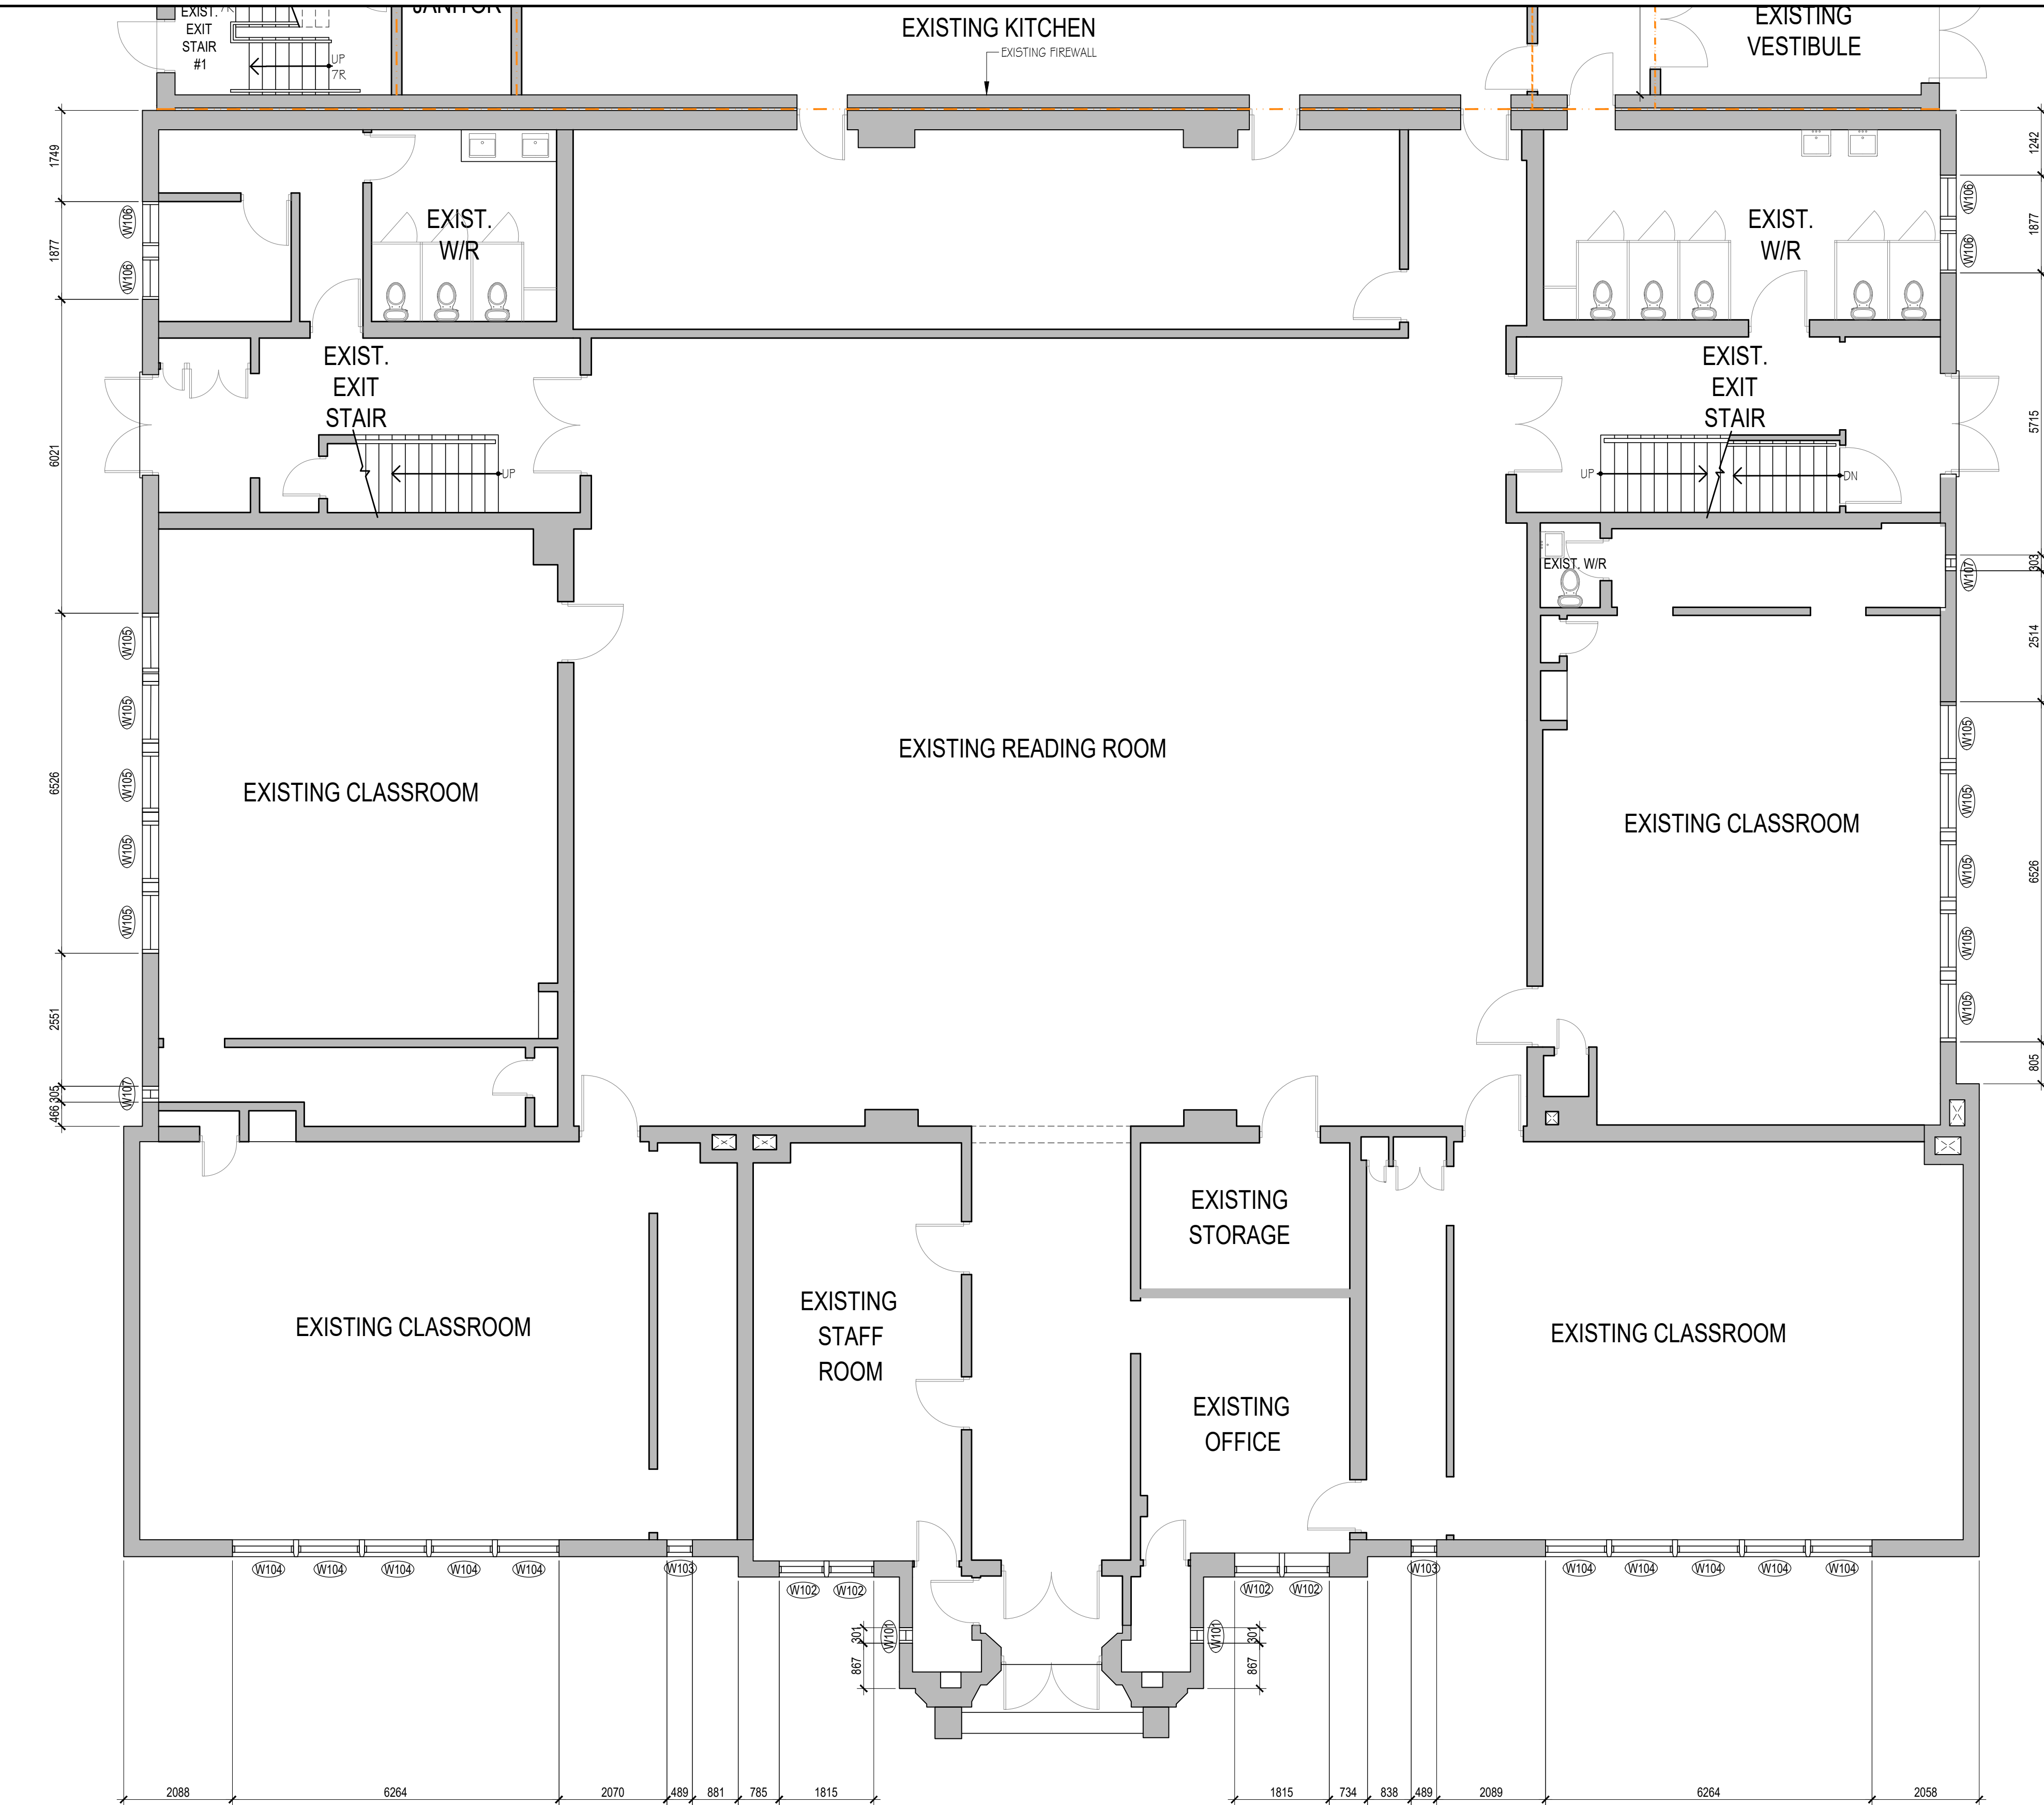 EXIST.
EXIT
STAIR
#1
7R
UP
7R
JANITOR
EXISTING KITCHEN
EXISTING FIREWALL
EXISTING
VESTIBULE
1749
1877
6021
6526
2551
305
466
W106
W106
W105
W105
W105
W105
W105
W107
EXIST.
W/R
EXIST.
EXIT
STAIR
UP
EXIST.
W/R
EXIST.
EXIT
STAIR
UP
DN
EXIST. W/R
W106
W106
W107
W105
W105
W105
W105
W105
1242
1877
5715
303
2514
6526
805
EXISTING READING ROOM
EXISTING CLASSROOM
EXISTING CLASSROOM
EXISTING
STORAGE
EXISTING CLASSROOM
EXISTING
STAFF
ROOM
EXISTING
OFFICE
EXISTING CLASSROOM
W104 W104 W104 W104 W104 W103 W102 W102 W102 W102 W103 W104 W104 W104 W104 W104
301
867
W101
W101
301
867
2088 6264 2070 489 881 785 1815 1815 734 838 489 2089 6264 2058